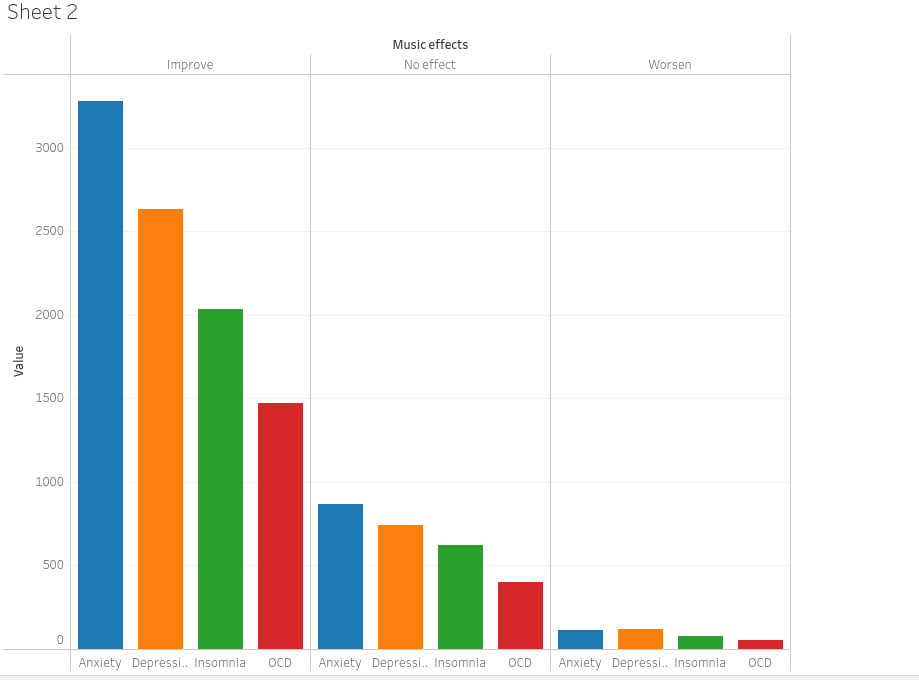 Sheet 2
Music effects
Improve No effect Worsen
3000
2500
2000
1500
1000
500
0
Value
Anxiety Depressi.. Insomnia OCD Anxiety Depressi.. Insomnia OCD Anxiety Depressi.. Insomnia OCD